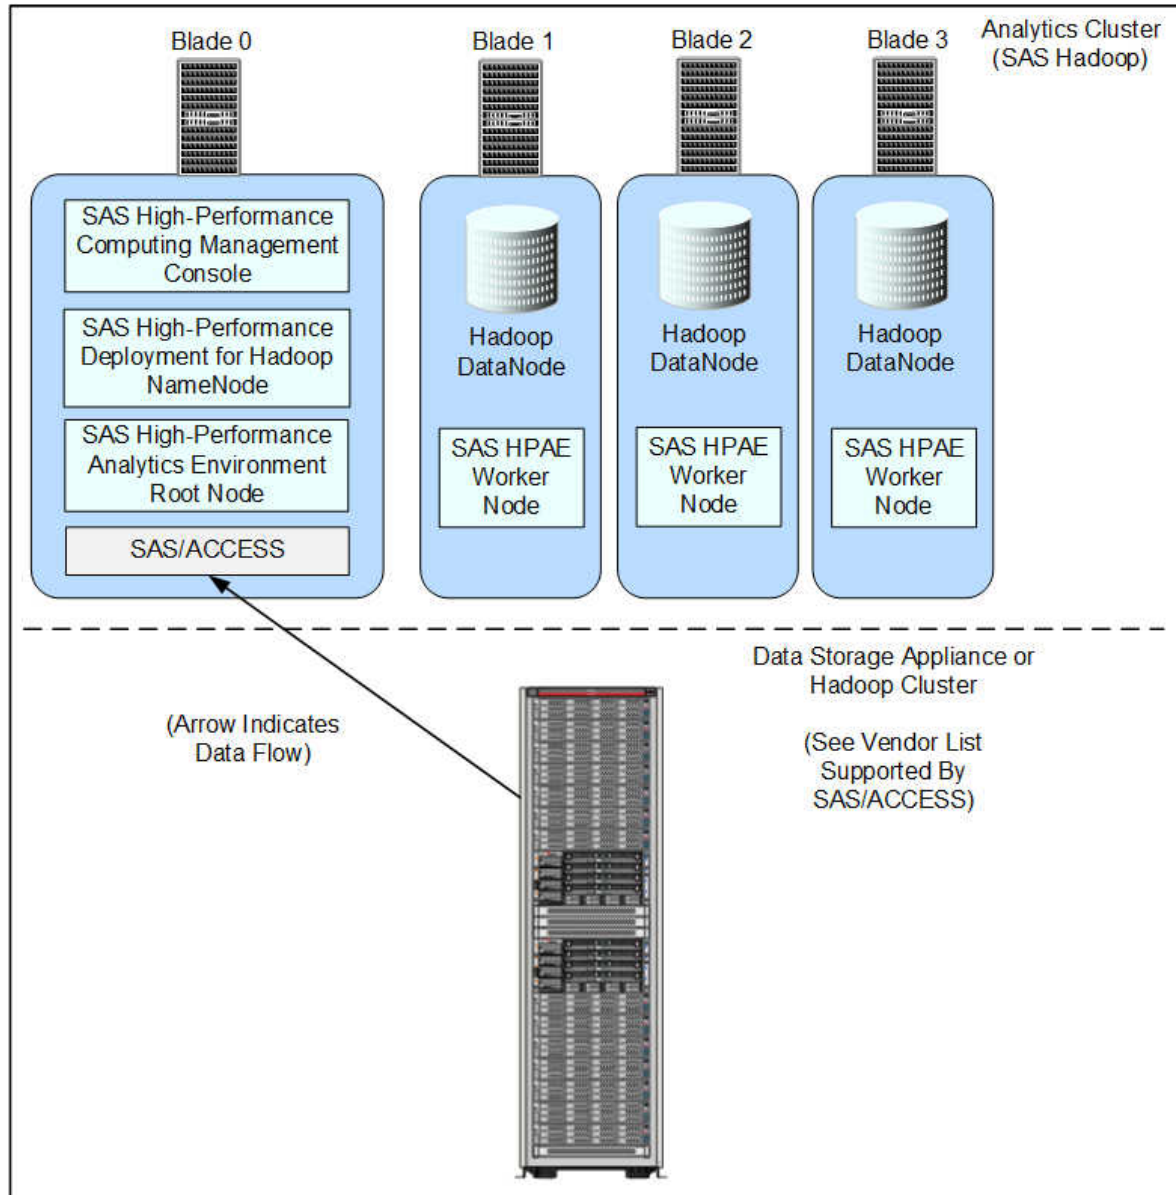 Blade 0
Blade 1
Blade 2
Blade 3
Analytics Cluster
(SAS Hadoop)
SAS High-Performance
Computing Management
Console
SAS High-Performance
Deployment for Hadoop
NameNode
SAS High-Performance
Analytics Environment
Root Node
SAS/ACCESS
Hadoop
DataNode
SAS HPAE
Worker
Node
Hadoop
DataNode
SAS HPAE
Worker
Node
Hadoop
DataNode
SAS HPAE
Worker
Node
Data Storage Appliance or
Hadoop Cluster
(See Vendor List
Supported By
SAS/ACCESS)
(Arrow Indicates
Data Flow)